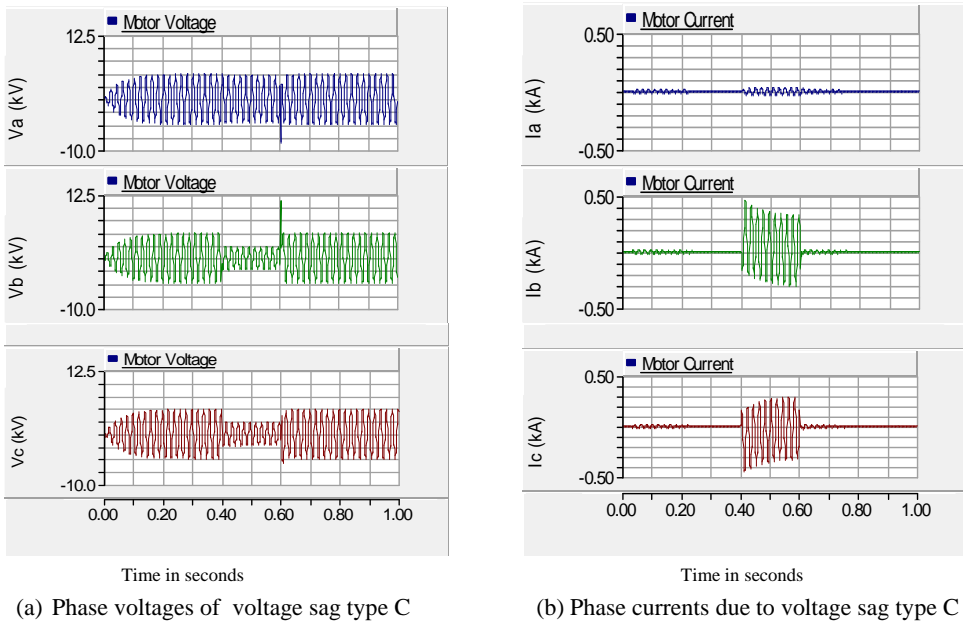 Motor Voltage
12.5
Va (kV)
-10.0
Motor Voltage
12.5
Vb (kV)
-10.0
Motor Voltage
12.5
Vc (kV)
-10.0
0.00 0.20 0.40 0.60 0.80 1.00
Time in seconds
(a) Phase voltages of voltage sag type C
Motor Current
0.50
Ia (kA)
-0.50
Motor Current
0.50
Ib (kA)
-0.50
Motor Current
0.50
Ic (kA)
-0.50
0.00 0.20 0.40 0.60 0.80 1.00
Time in seconds
(b) Phase currents due to voltage sag type C